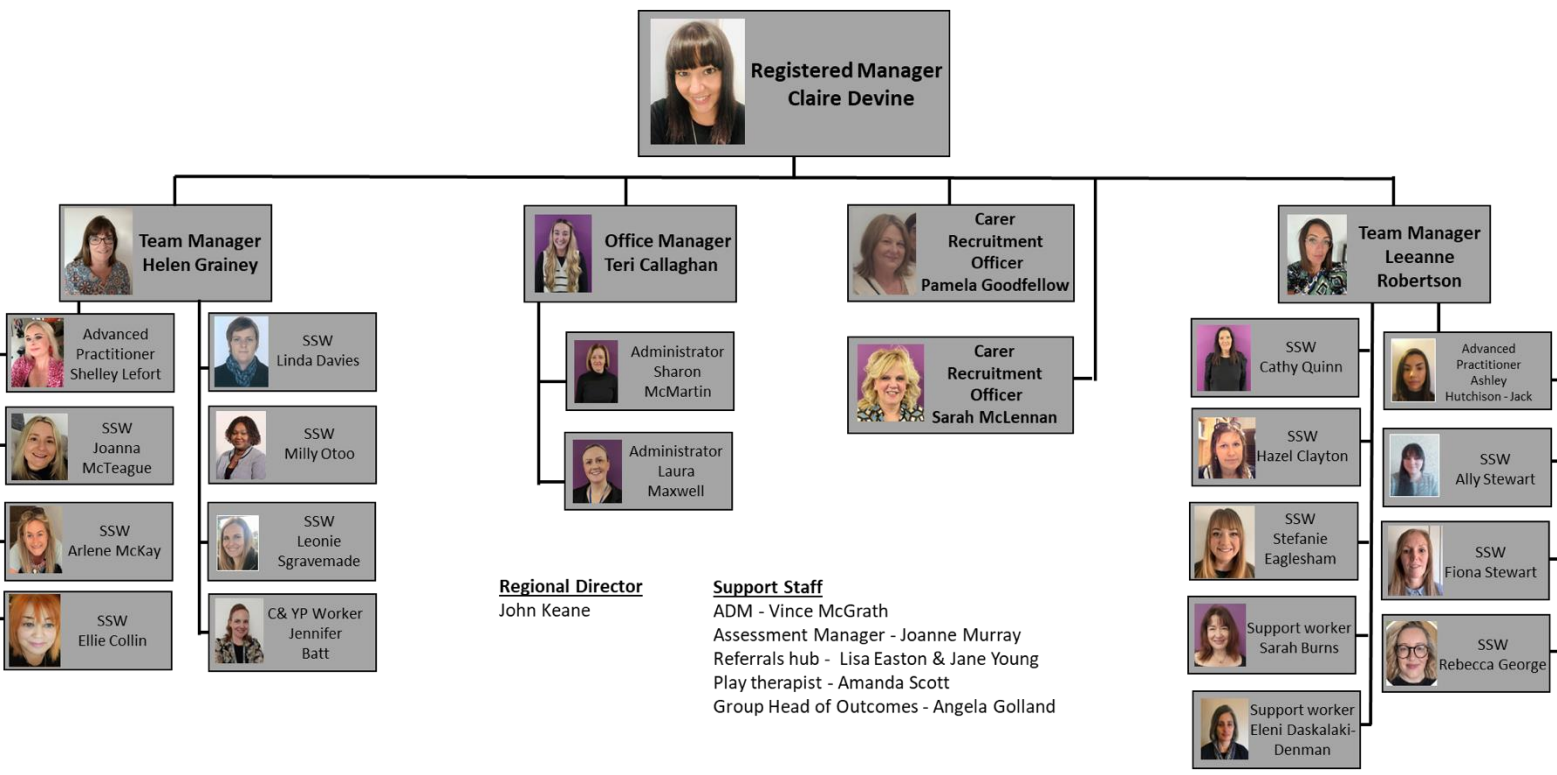 Registered Manager
Claire Devine
Team Manager
Helen Grainey
Office Manager
Teri Callaghan
Carer
Recruitment
Officer
Pamela Goodfellow
Team Manager
Leeanne
Robertson
Advanced
Practitioner
Shelley Lefort
SSW
Linda Davies
SSW
Joanna
McTeague
SSW
Milly Otoo
SSW
Arlene McKay
SSW
Leonie
Sgravemade
SSW
Ellie Collin
C& YP Worker
Jennifer
Batt
Administrator
Sharon
McMartin
Administrator
Laura
Maxwell
Carer
Recruitment
Officer
Sarah McLennan
SSW
Cathy Quinn
Advanced
Practitioner
Ashley
Hutchison - Jack
SSW
Hazel Clayton
SSW
Ally Stewart
SSW
Stefanie
Eaglesham
SSW
Fiona Stewart
Support worker
Sarah Burns
SSW
Rebecca George
Support worker
Eleni Daskalaki-
Denman
Regional Director
John Keane
Support Staff
ADM - Vince McGrath
Assessment Manager - Joanne Murray
Referrals hub -  Lisa Easton & Jane Young
Play therapist - Amanda Scott
Group Head of Outcomes - Angela Golland